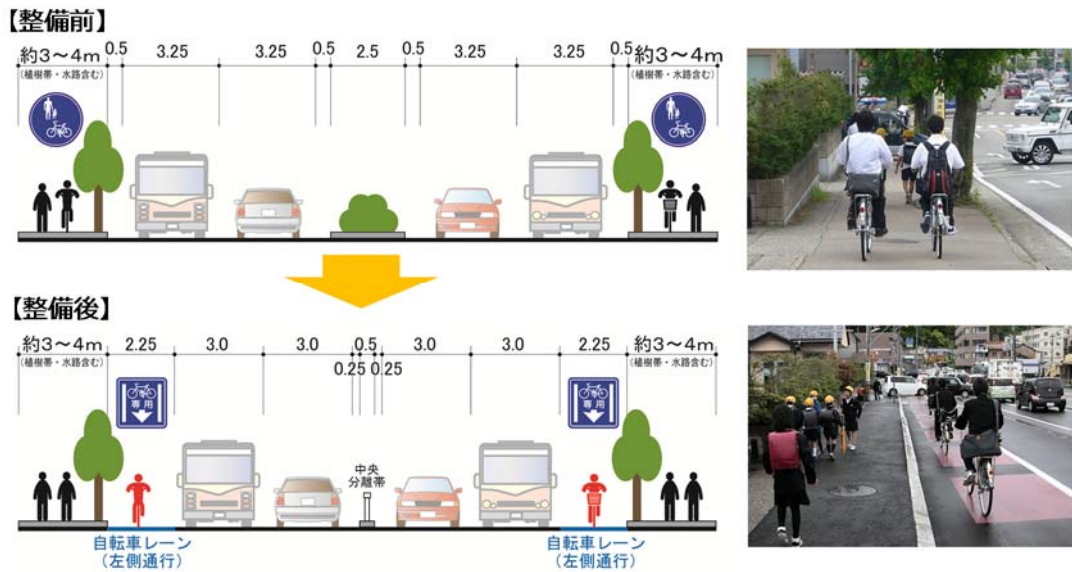 【整備前】
約3～4m 0.5 3.25 3.25 0.5 2.5 0.5 3.25 3.25 0.5 約3～4m
(植樹帯・水路含む) (植樹帯・水路含む)
【整備後】
約3～4m 2.25 3.0 3.0 0.5 3.0 3.0 2.25 約3～4m
(植樹帯・水路含む) 0.25 0.25 (植樹帯・水路含む)
専用 専用
中央
分離帯
自転車レーン 自転車レーン
(左側通行) (左側通行)